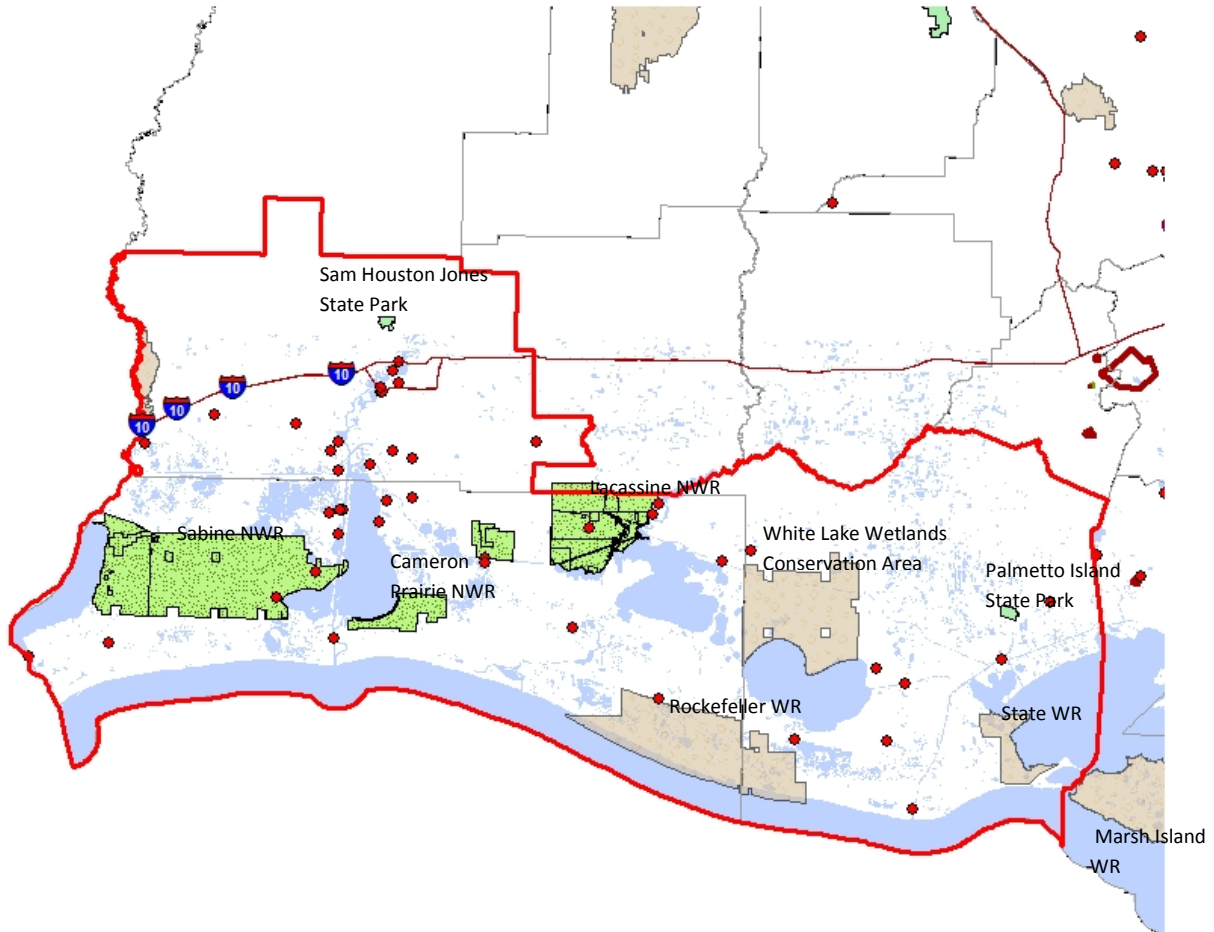 Sam Houston Jones
State Park
10
10
10
10
Lacassine NWR
Sabine NWR
White Lake Wetlands
Conservation Area
Cameron
Prairie NWR
Palmetto Island
State Park
Rockefeller WR
State WR
Marsh Island
WR